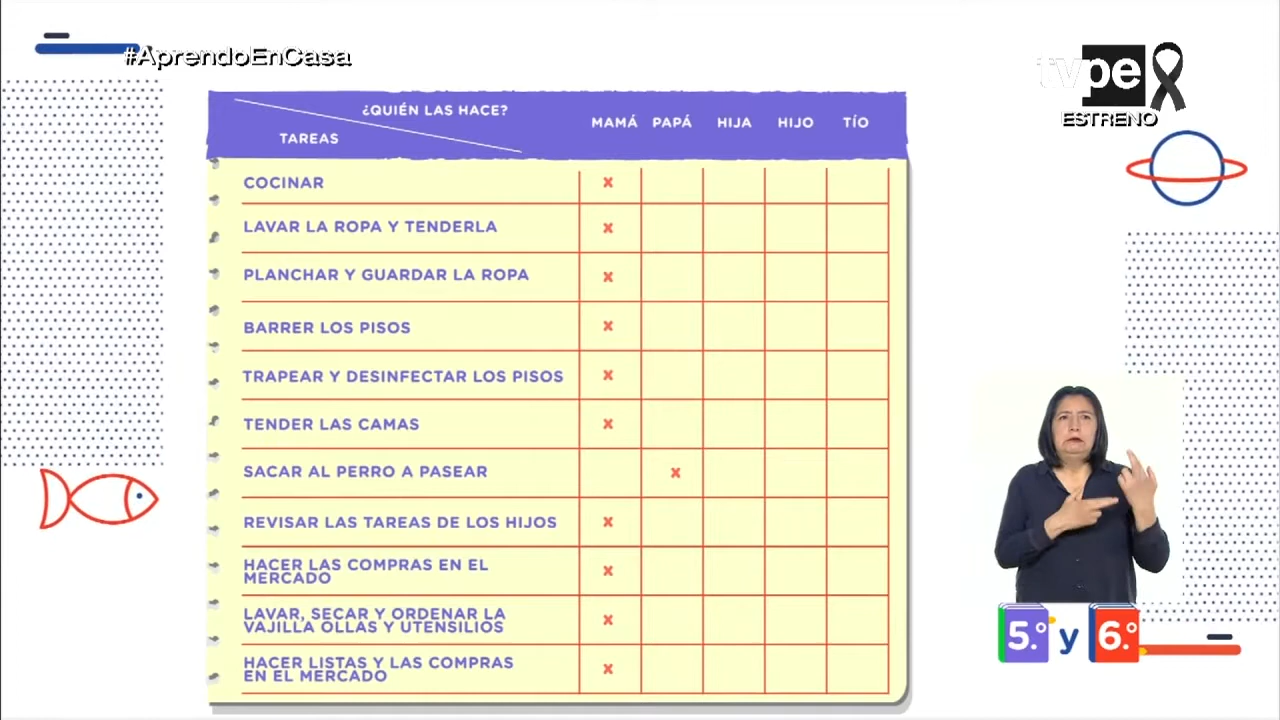 #AprendoEnCasa
tvpe
ESTRENO
¿QUIÉN LAS HACE?
TAREAS
MAMÁ PAPÁ HIJA HIJO TÍO
COCINAR x
LAVAR LA ROPA Y TENDERLA x
PLANCHAR Y GUARDAR LA ROPA x
BARRER LOS PISOS x
TRAPEAR Y DESINFECTAR LOS PISOS x
TENDER LAS CAMAS x
SACAR AL PERRO A PASEAR x
REVISAR LAS TAREAS DE LOS HIJOS x
HACER LAS COMPRAS EN EL
MERCADO x
LAVAR, SECAR Y ORDENAR LA
VAJILLA OLLAS Y UTENSILIOS x
HACER LISTAS Y LAS COMPRAS
EN EL MERCADO x
5.º y 6.º